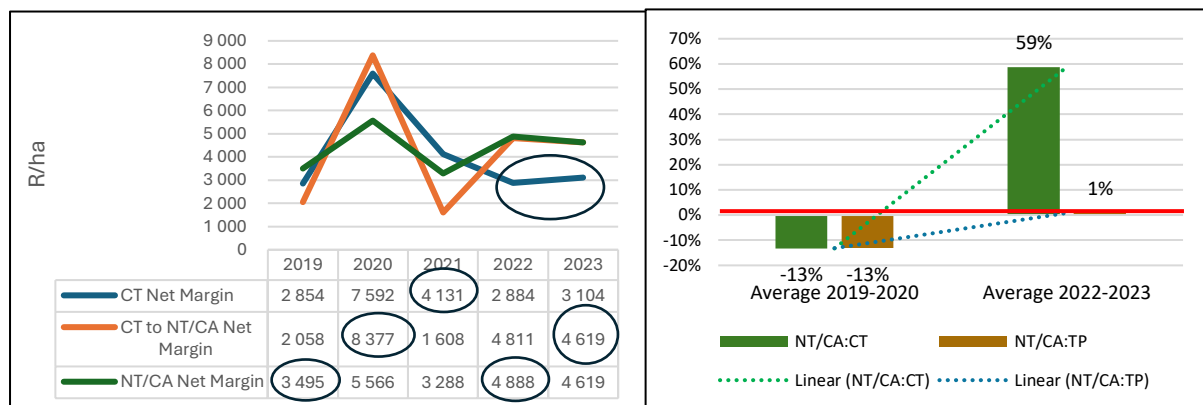 9 000
8 000
7 000
6 000
5 000
4 000
3 000
2 000
1 000
0
R/ha
2019 2020 2021 2022 2023
CT Net Margin 2 854 7 592 4 131 2 884 3 104
CT to NT/CA Net
Margin 2 058 8 377 1 608 4 811 4 619
NT/CA Net Margin 3 495 5 566 3 288 4 888 4 619
70%
60%
50%
40%
30%
20%
10%
0%
-10%
-20%
59%
1%
-13% -13%
Average 2019-2020 Average 2022-2023
NT/CA:CT NT/CA:TP
Linear (NT/CA:CT) Linear (NT/CA:TP)